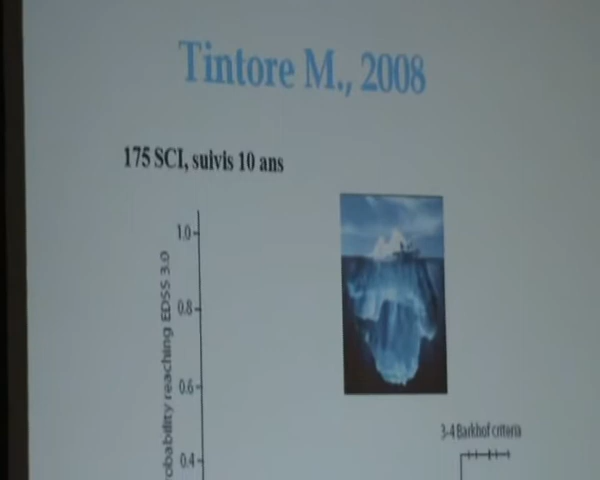 Tintore M., 2008
175 SCI, suivis 10 ans
1.0
0.8
0.6
0.4
obability reaching EDSS 3.0
3-4 Barkhof criteria